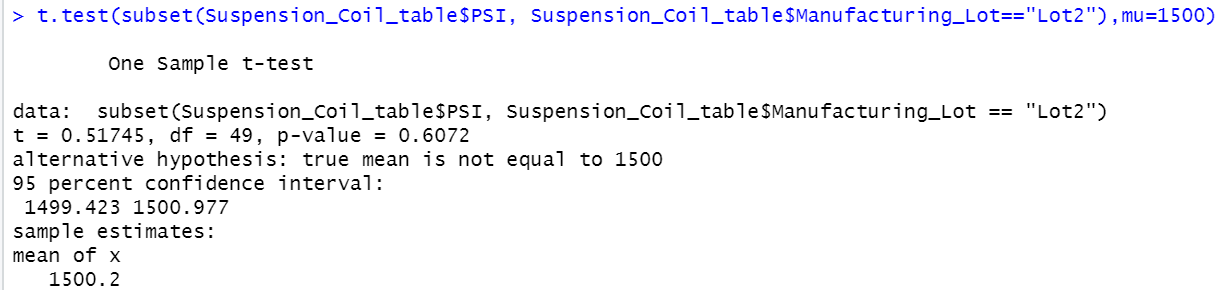 > t.test(subset(Suspension_Coil_table$PSI, Suspension_Coil_table$Manufacturing_Lot=="Lot2"),mu=1500)
One Sample t-test
data:  subset(Suspension_Coil_table$PSI, Suspension_Coil_table$Manufacturing_Lot == "Lot2")
t = 0.51745, df = 49, p-value = 0.6072
alternative hypothesis: true mean is not equal to 1500
95 percent confidence interval:
1499.423 1500.977
sample estimates:
mean of x
1500.2